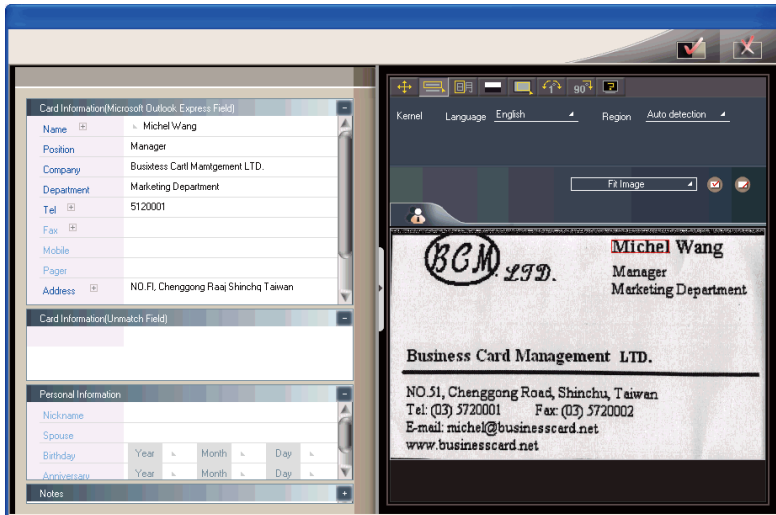 Card Information(Microsoft Outlook Express Field)
Name Michel Wang
Position Manager
Company Busixtess Cartl Mamtgement LTD.
Department Marketing Department
Tel 5120001
Fax
Mobile
Pager
Address NO.Fl, Chenggong Raaj Shinchq Taiwan
Card Information(Unmatch Field)
Personal Information
Nickname
Spouse
Birthday Year Month Day
Anniversary Year Month Day
Notes
90°
Kernel Language English Region Auto detection
Fit Image
BCM LTD.
Michel Wang
Manager
Marketing Department
Business Card Management LTD.
NO.51, Chenggong Road, Shinchu, Taiwan
Tel: (03) 5720001 Fax: (03) 5720002
E-mail: michel@businesscard.net
www.businesscard.net